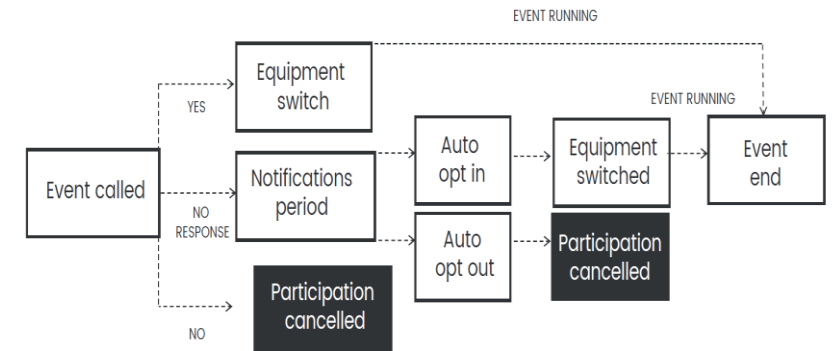 EVENT RUNNING
Equipment
switch
YES
EVENT RUNNING
Event called
Notifications
period
Auto
opt in
Equipment
switched
Event
end
NO
RESPONSE
Auto
opt out
Participation
cancelled
Participation
cancelled
NO